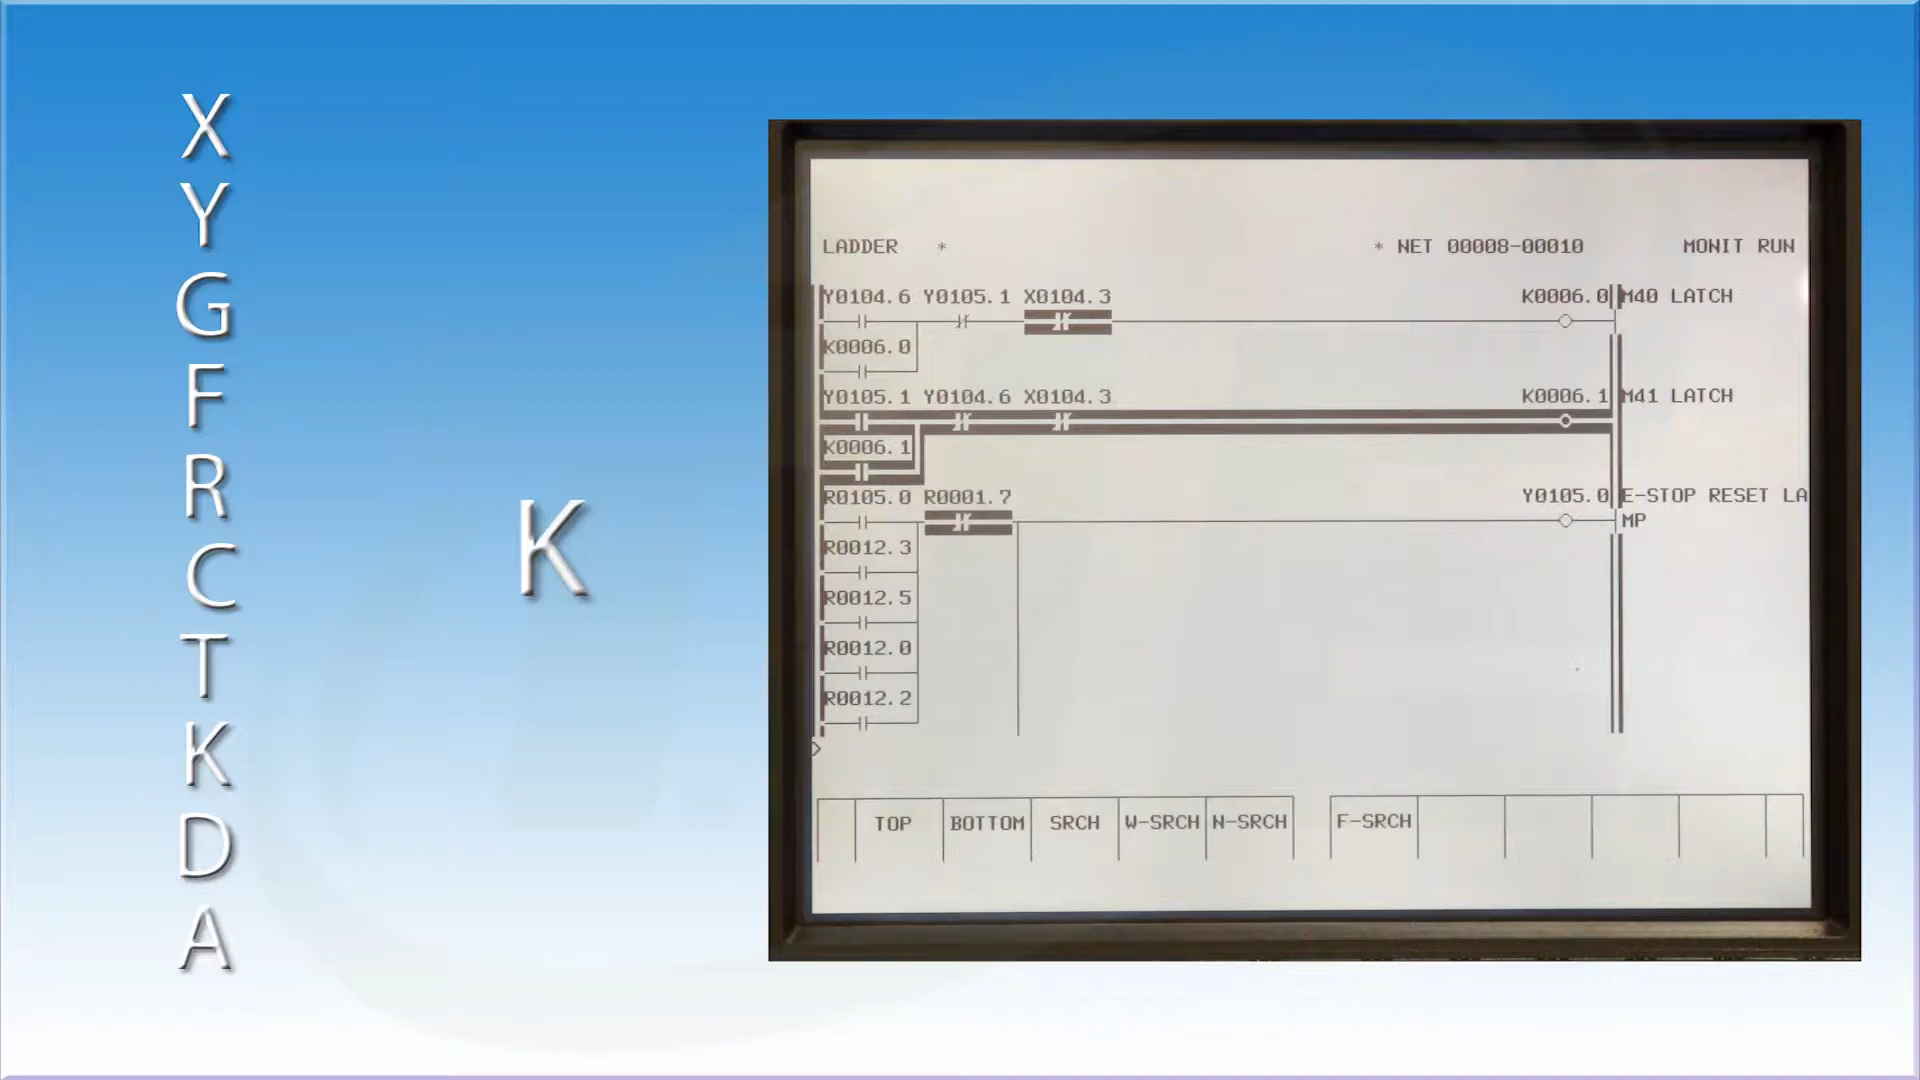 X
Y
G
F
R
C
T
K
D
A
K
LADDER * * NET 00008-00010 MONIT RUN
Y0104.6 Y0105.1 X0104.3 K0006.0 M40 LATCH
K0006.0
Y0105.1 Y0104.6 X0104.3 K0006.1 M41 LATCH
K0006.1
R0105.0 R0001.7 Y0105.0 E-STOP RESET LA
MP
R0012.3
R0012.5
R0012.0
R0012.2
>
TOP BOTTOM SRCH W-SRCH N-SRCH F-SRCH